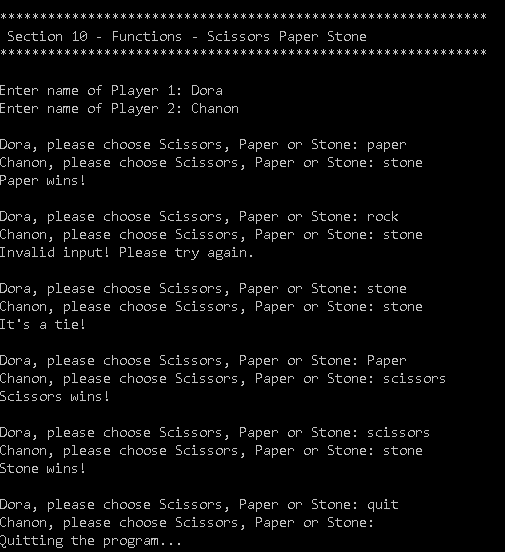 *************************************************************
 Section 10 - Functions - Scissors Paper Stone
*************************************************************
Enter name of Player 1: Dora
Enter name of Player 2: Chanon
Dora, please choose Scissors, Paper or Stone: paper
Chanon, please choose Scissors, Paper or Stone: stone
Paper wins!
Dora, please choose Scissors, Paper or Stone: rock
Chanon, please choose Scissors, Paper or Stone: stone
Invalid input! Please try again.
Dora, please choose Scissors, Paper or Stone: stone
Chanon, please choose Scissors, Paper or Stone: stone
It's a tie!
Dora, please choose Scissors, Paper or Stone: Paper
Chanon, please choose Scissors, Paper or Stone: scissors
Scissors wins!
Dora, please choose Scissors, Paper or Stone: scissors
Chanon, please choose Scissors, Paper or Stone: stone
Stone wins!
Dora, please choose Scissors, Paper or Stone: quit
Chanon, please choose Scissors, Paper or Stone:
Quitting the program...